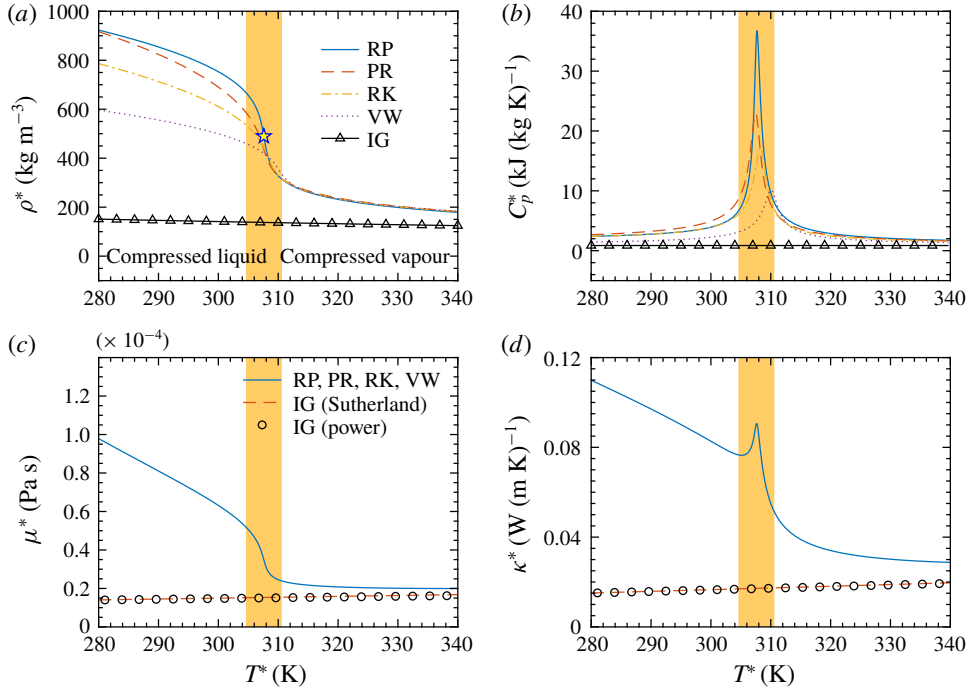 (a)
1000
800
600
400
200
0
ρ* (kg m−3)
RP
PR
RK
VW
IG
Compressed liquid
Compressed vapour
280 290 300 310 320 330 340
(b)
40
30
20
10
0
Cp* (kJ (kg K)−1
280 290 300 310 320 330 340
(c)
(× 10−4)
1.2
1.0
0.8
0.6
0.4
0.2
0
μ* (Pa s)
RP, PR, RK, VW
IG (Sutherland)
IG (power)
280 290 300 310 320 330 340
T* (K)
(d)
0.12
0.08
0.04
0
κ* (W (m K)−1
280 290 300 310 320 330 340
T* (K)